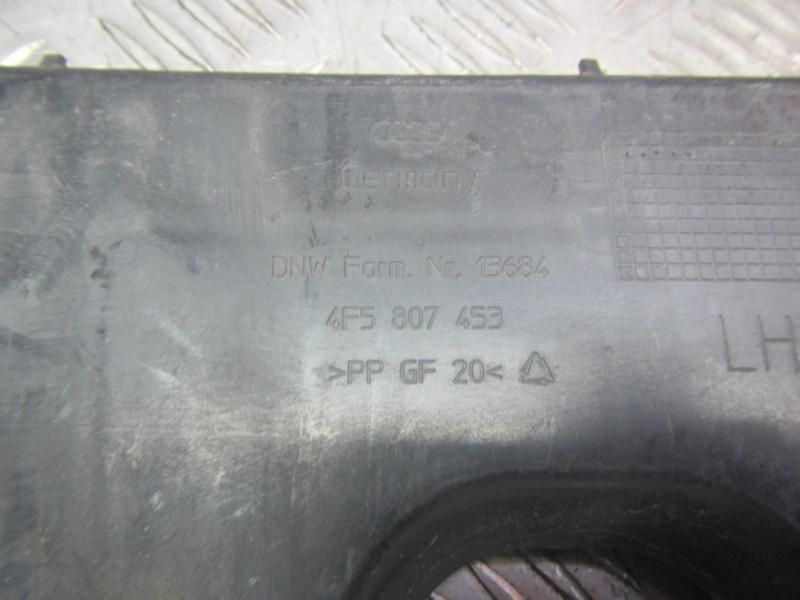 Germany
DNW Form. Nr. 13684
4F5 807 453
LH
>PP GF 20<